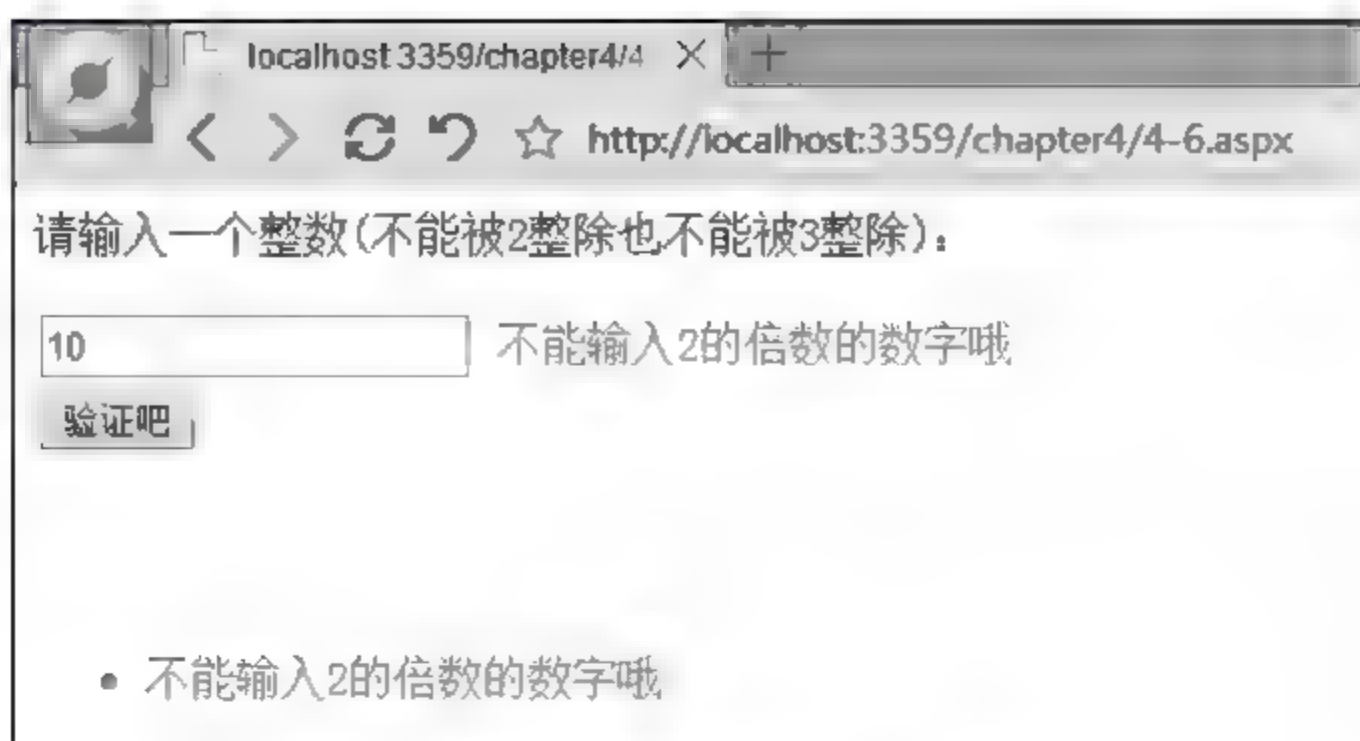 localhost:3359/chapter4/4
http://localhost:3359/chapter4/4-6.aspx
请输入一个整数(不能被2整除也不能被3整除)：
10 不能输入2的倍数的数字哦
验证吧
不能输入2的倍数的数字哦